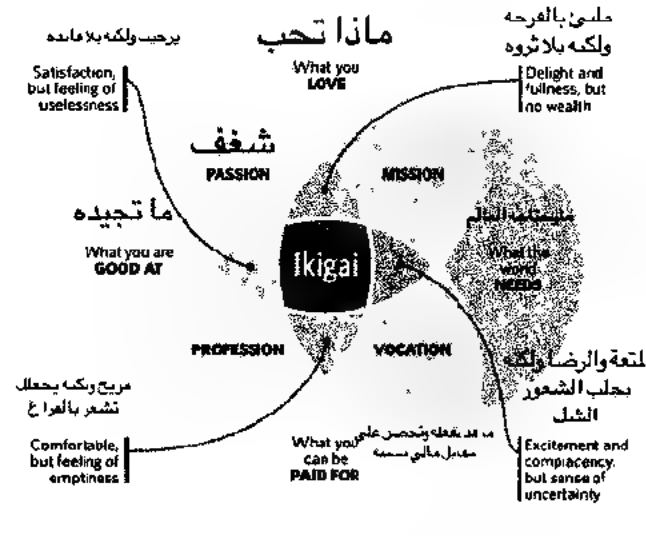 ماذا تحب
What you
LOVE
Satisfaction,
but feeling of
uselessness
ولكنه بلا ثروه
Delight and
fullness, but
no wealth
شغف
PASSION
MISSION
ما تجيده
What you are
GOOD AT
Ikigai
What the
world
NEEDS
PROFESSION
VOCATION
مريح ولكنه يجعلك
تشعر بالفراغ
Comfortable,
but feeling of
emptiness
What you
can be
PAID FOR
يجلب الشعور
Excitement and
complacency,
but sense of
uncertainty